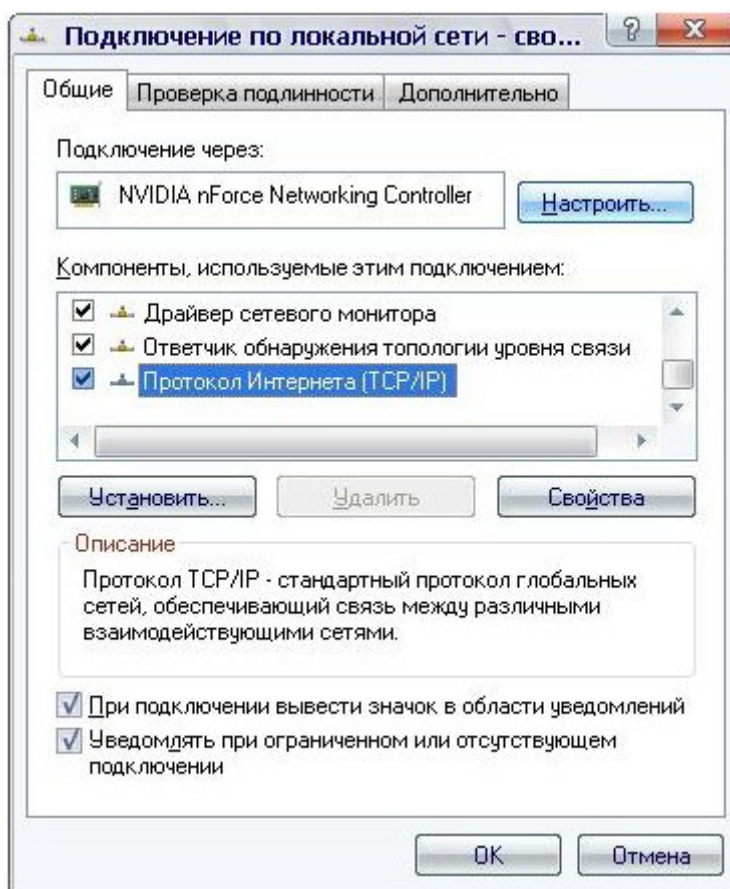 Подключение по локальной сети - сво...
Общие
Проверка подлинности
Дополнительно
Подключение через:
NVIDIA nForce Networking Controller
Настроить...
Компоненты, используемые этим подключением:
Драйвер сетевого монитора
Ответчик обнаружения топологии уровня связи
Протокол Интернета (TCP/IP)
Установить...
Удалить
Свойства
Описание
Протокол TCP/IP - стандартный протокол глобальных
сетей, обеспечивающий связь между различными
взаимодействующими сетями.
При подключении вывести значок в области уведомлений
Уведомлять при ограниченном или отсутствующем
подключении
OK
Отмена